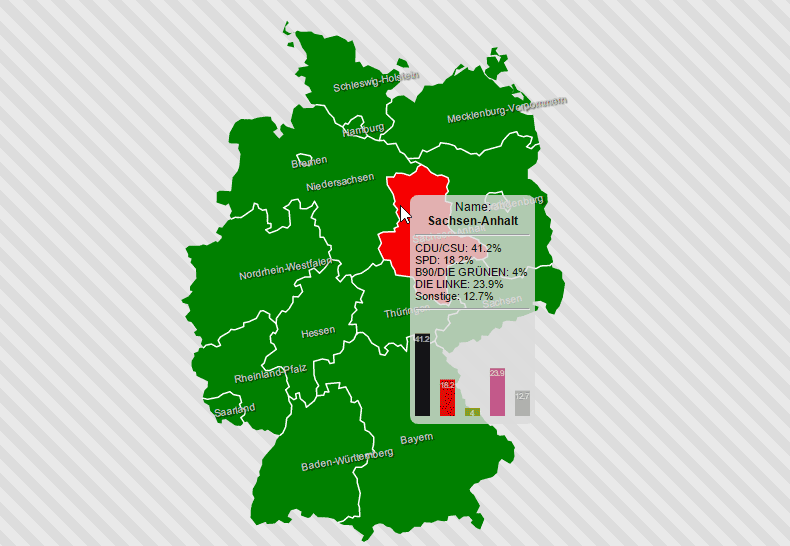 Schleswig-Holstein
Mecklenburg-Vorpommern
Hamburg
Bremen
Niedersachsen
Name:
Sachsen-Anhalt
CDU/CSU: 41.2%
SPD: 18.2%
B90/DIE GRÜNEN: 4%
DIE LINKE: 23.9%
Sonstige: 12.7%
Nordrhein-Westfalen
Thüringen
Sachsen
Hessen
41.2
18.2
4
23.9
12.7
Rheinland-Pfalz
Saarland
Bayern
Baden-Württemberg